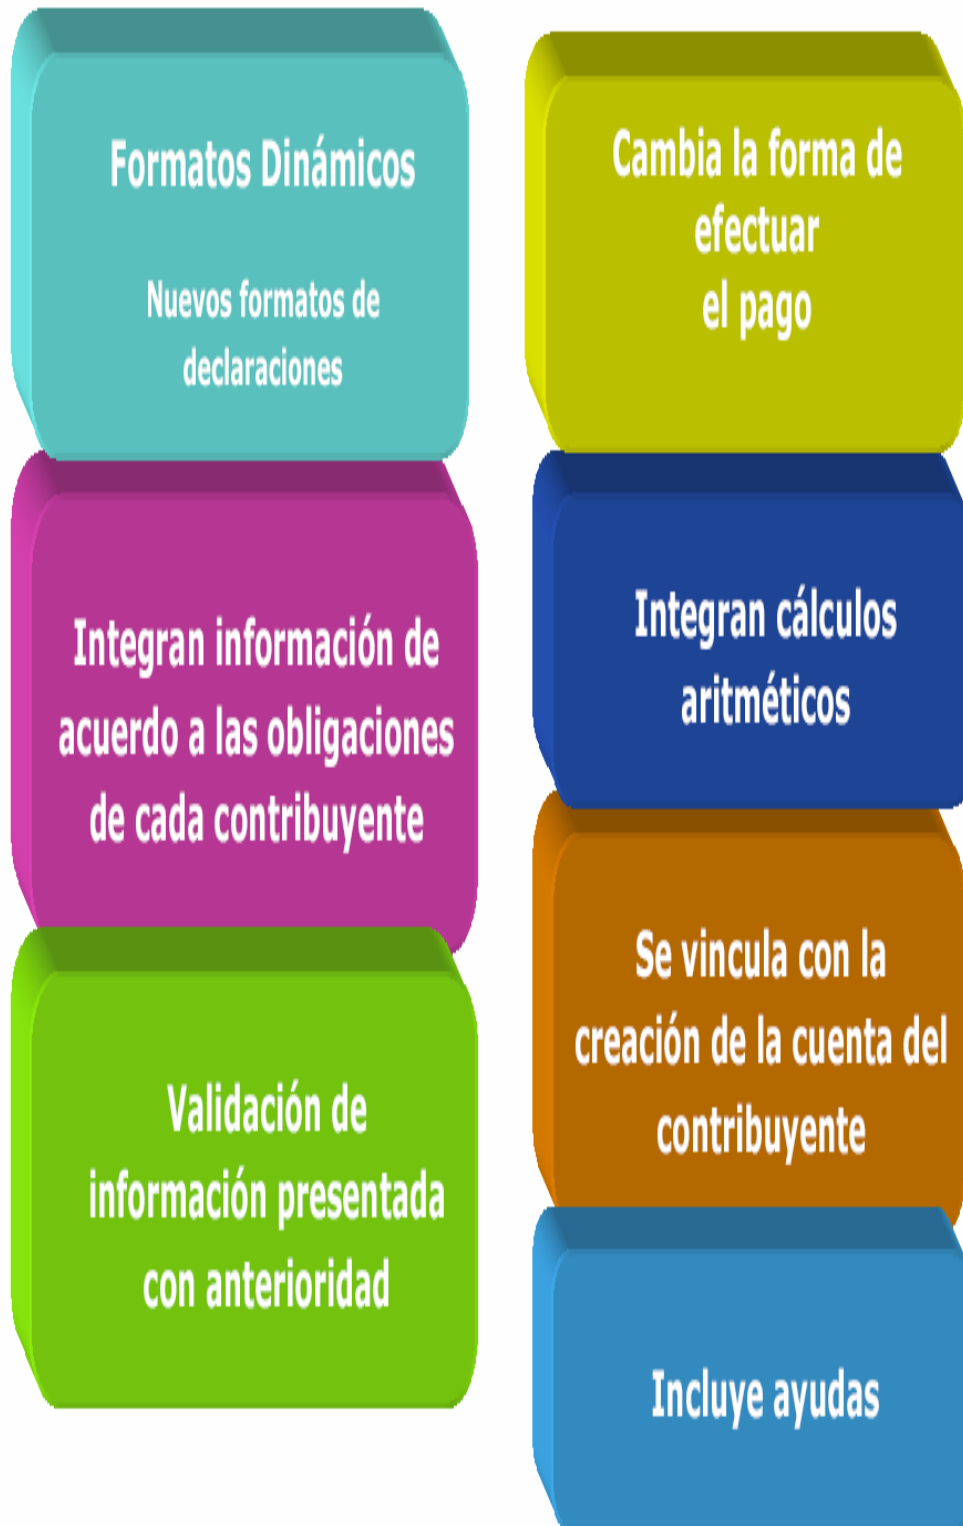 Formatos Dinámicos
Nuevos formatos de
declaraciones
Integran información de
acuerdo a las obligaciones
de cada contribuyente
Validación de
información presentada
con anterioridad
Cambia la forma de
efectuar
el pago
Integran cálculos
aritméticos
Se vincula con la
creación de la cuenta del
contribuyente
Incluye ayudas